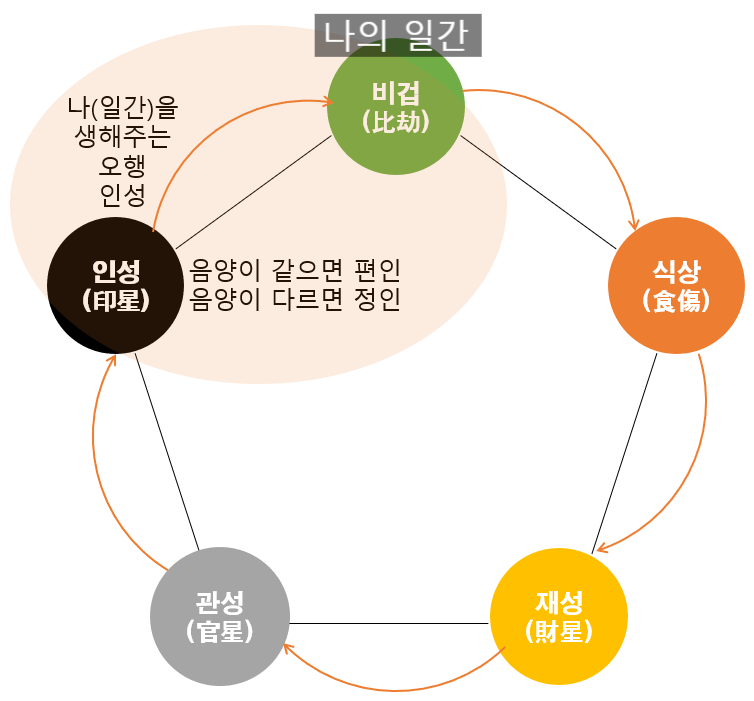 나의 일간
비겁
(比劫)
나(일간)을
생해주는
오행
인성
인성
(印星)
음양이 같으면 편인
음양이 다르면 정인
식상
(食傷)
관성
(官星)
재성
(財星)